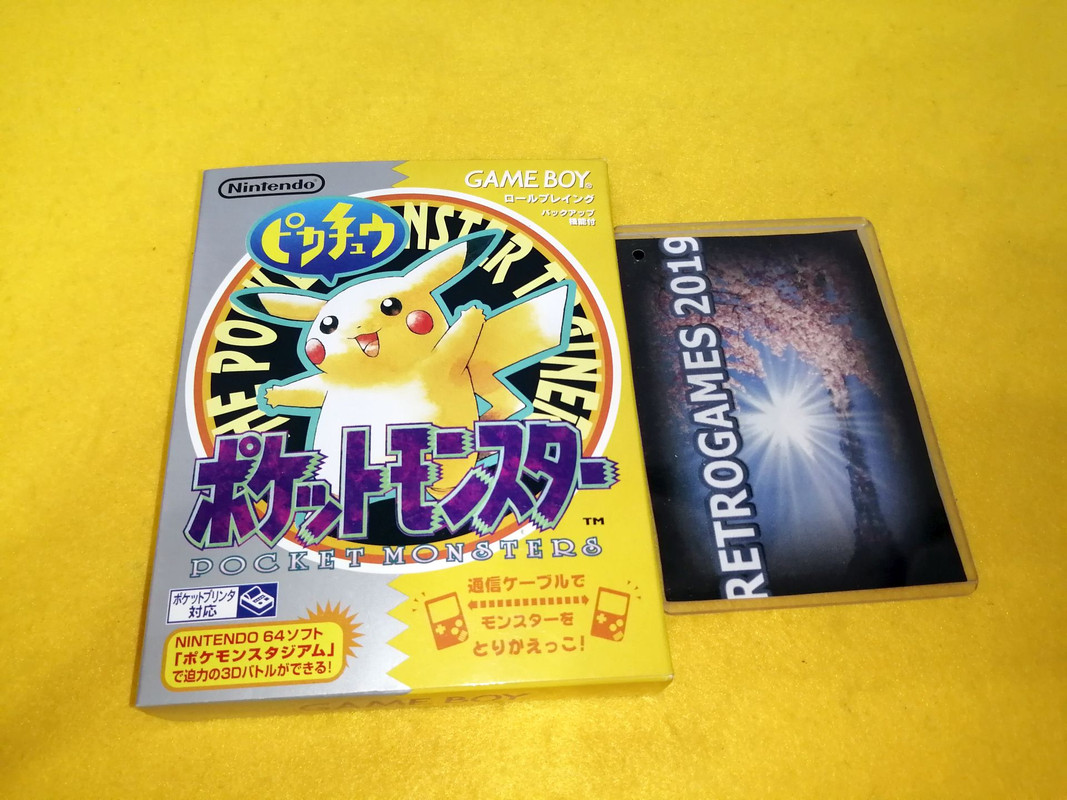 Nintendo
GAME BOY®
ロールプレイング
バックアップ
機能付
ピカチュウ
ポケットモンスター
TM
POCKET MONSTERS
ポケットプリンタ
対応
NINTENDO 64ソフト
「ポケモンスタジアム」
で迫力の3Dバトルができる!
通信ケーブルで
モンスターを
とりかえっこ!
GAME BOY
RETROGAMES 2019